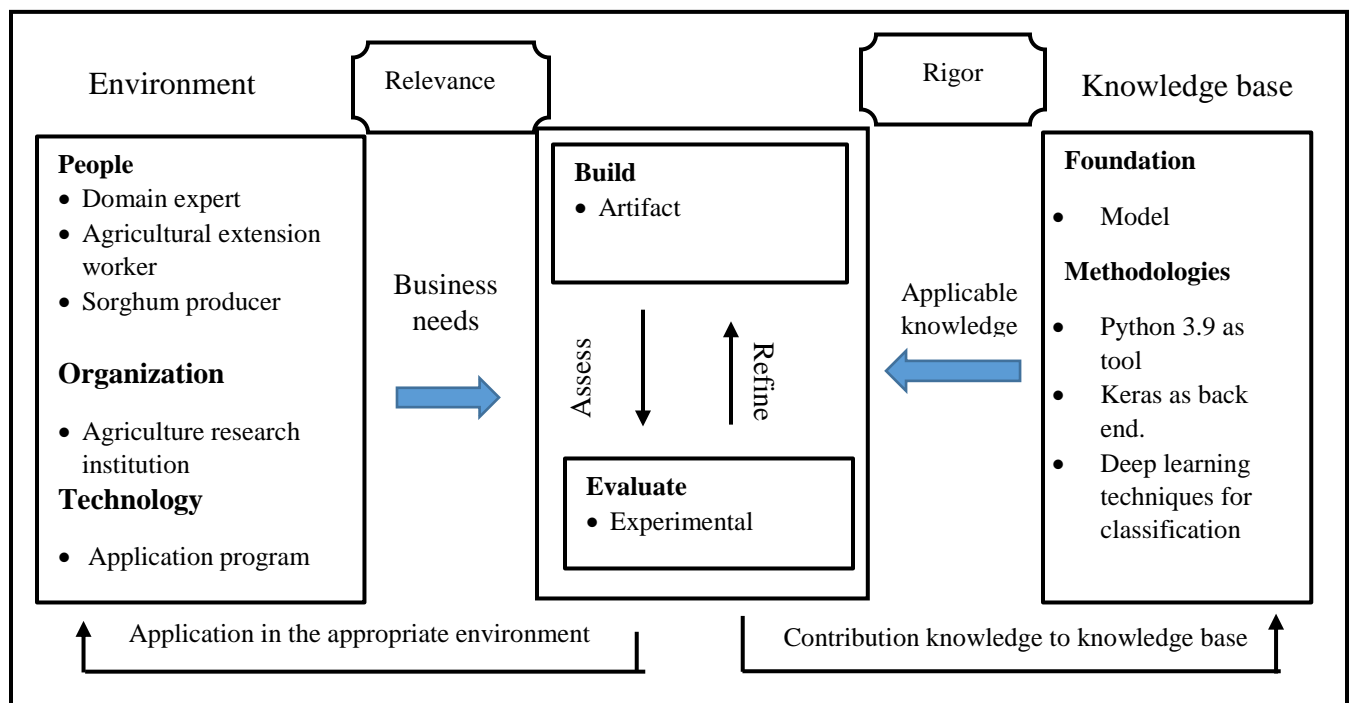 Environment
Relevance
Rigor
Knowledge base
People
• Domain expert
• Agricultural extension
worker
• Sorghum producer
Organization
• Agriculture research
institution
Technology
• Application program
Business
needs
Build
• Artifact
Assess
Refine
Evaluate
• Experimental
Applicable
knowledge
Foundation
• Model
Methodologies
• Python 3.9 as
tool
• Keras as back
end.
• Deep learning
techniques for
classification
Application in the appropriate environment
Contribution knowledge to knowledge base